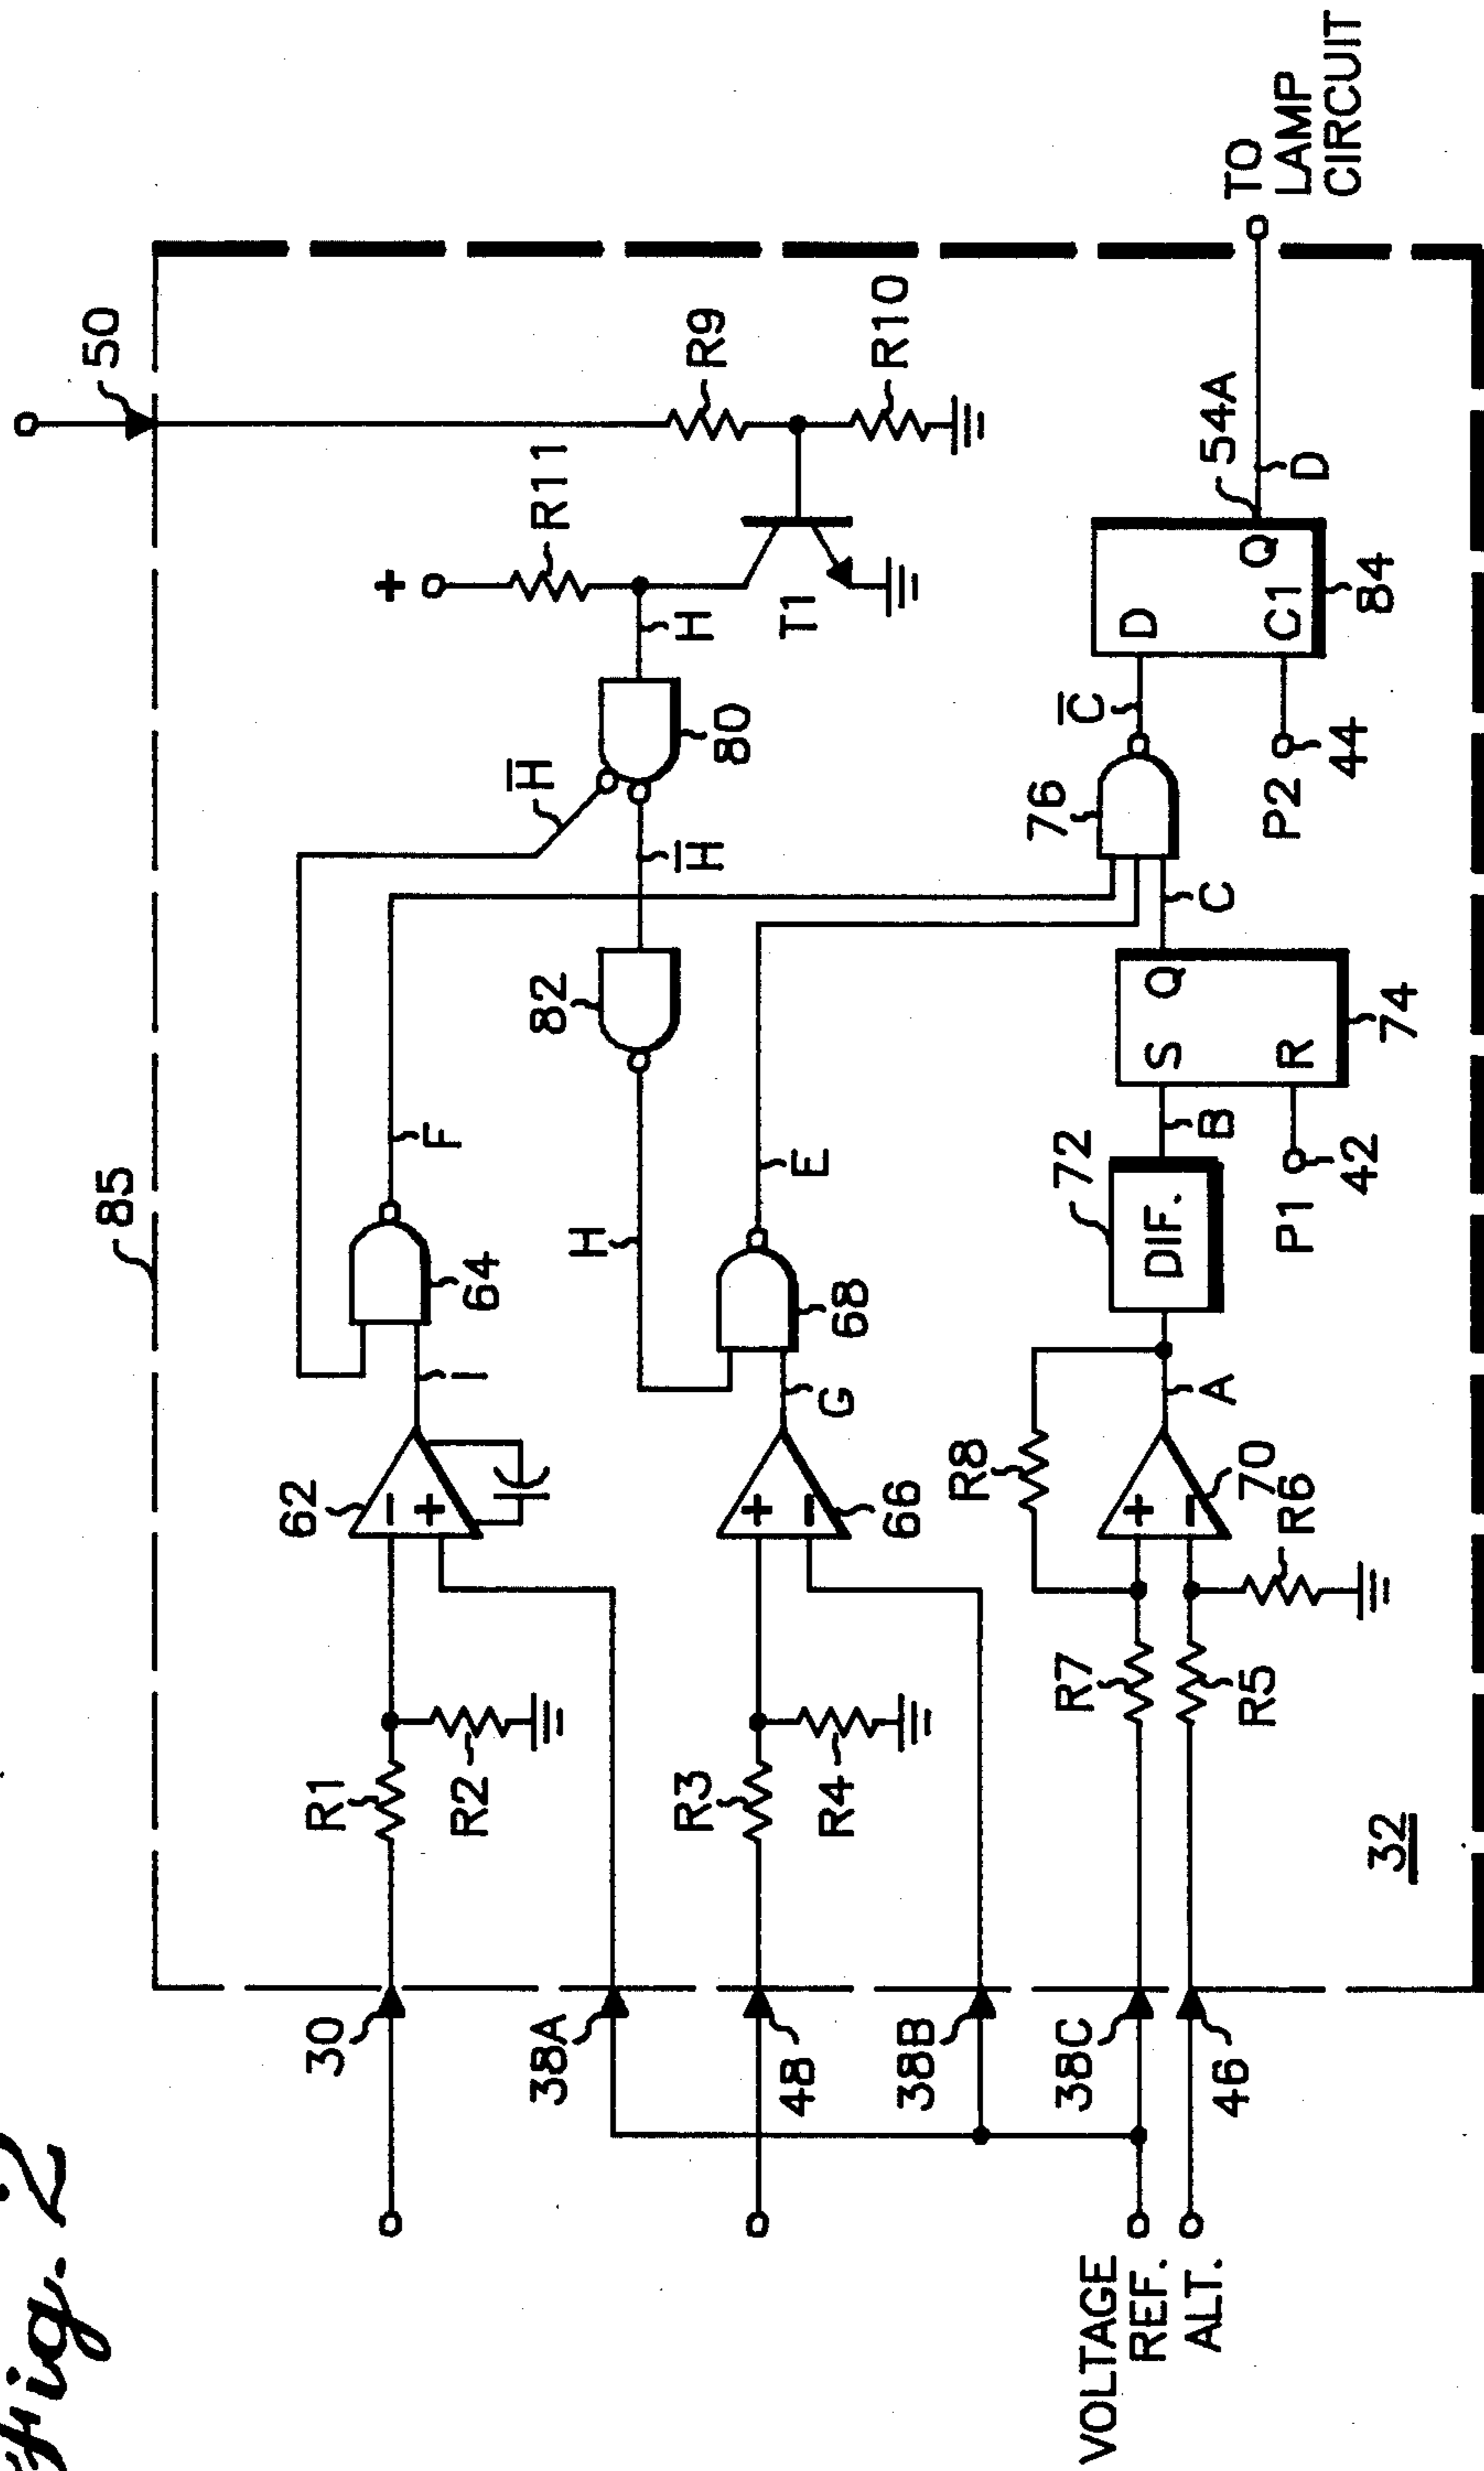 Fig. 2
85
50
30
R1
R2
62
I
64
F
H̅
H
R11
+
R9
R10
T1
80
H̅
82
H
38A
48
R3
R4
66
G
68
E
38B
38C
46
VOLTAGE
REF.
ALT.
R7
R5
R8
R6
70
A
72
DIF.
B
S
Q
R
74
P1
42
C
76
C̅
D
Q
C1
84
P2
44
54A
D
TO
LAMP
CIRCUIT
32